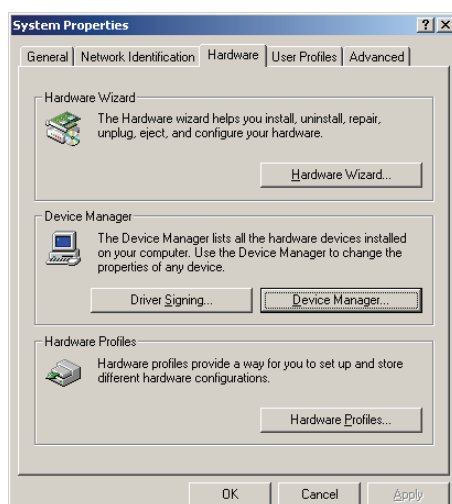 System Properties
General
Network Identification
Hardware
User Profiles
Advanced
Hardware Wizard
The Hardware wizard helps you install, uninstall, repair,
unplug, eject, and configure your hardware.
Hardware Wizard...
Device Manager
The Device Manager lists all the hardware devices installed
on your computer. Use the Device Manager to change the
properties of any device.
Driver Signing...
Device Manager...
Hardware Profiles
Hardware profiles provide a way for you to set up and store
different hardware configurations.
Hardware Profiles...
OK
Cancel
Apply